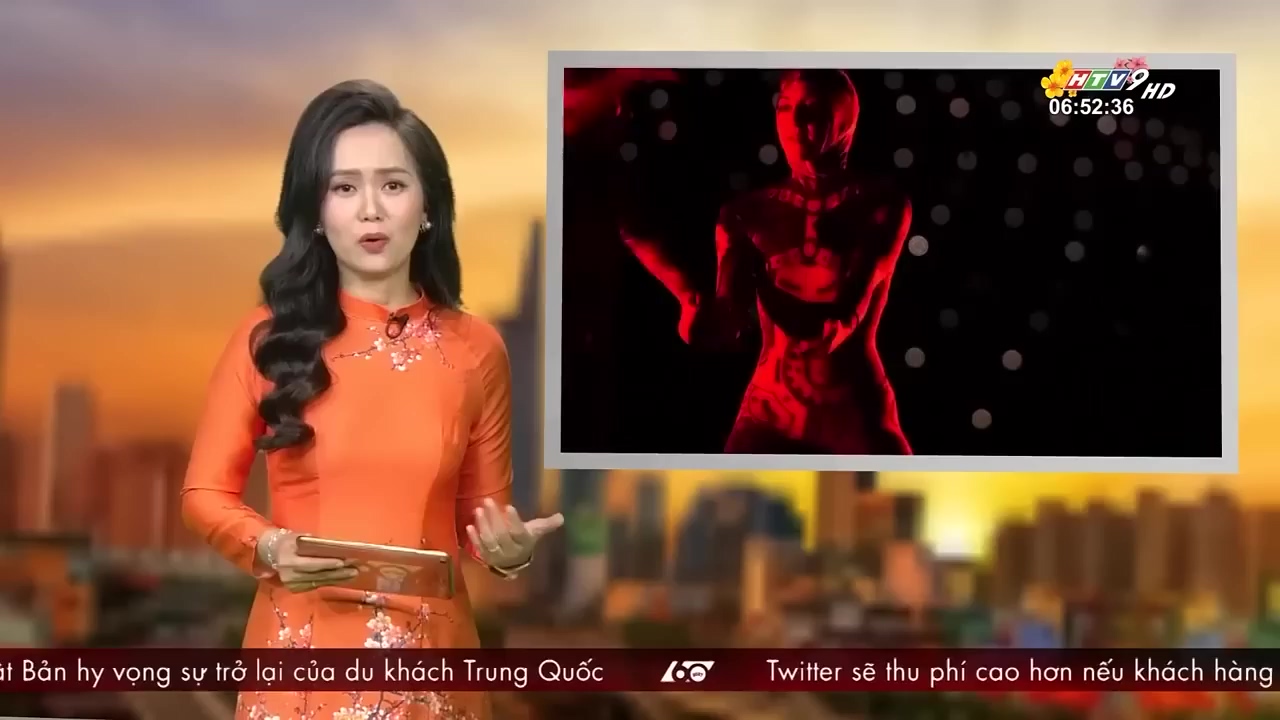 HTV9 HD
06:52:36
ật Bản hy vọng sự trở lại của du khách Trung Quốc
60
Twitter sẽ thu phí cao hơn nếu khách hàng